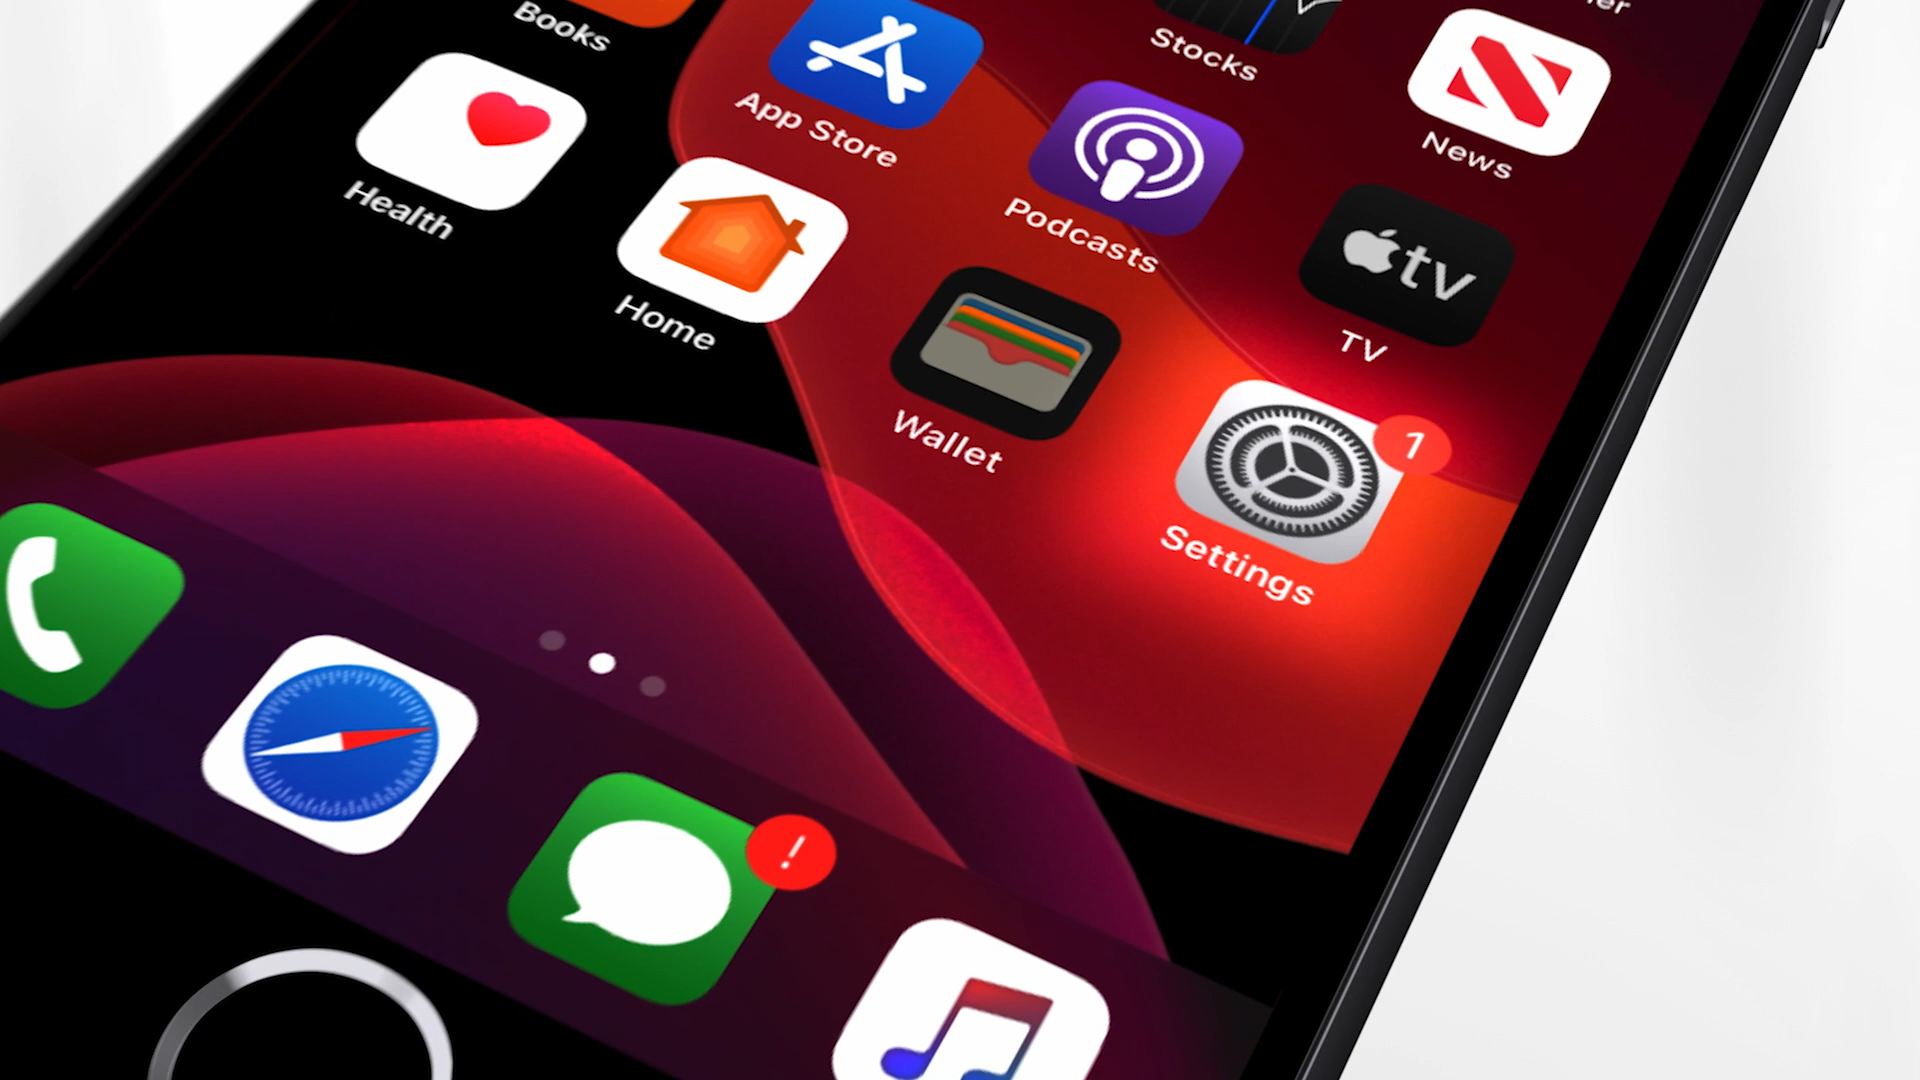 Books
Stocks
App Store
News
Health
Podcasts
tv
TV
Home
Wallet
1
Settings
!